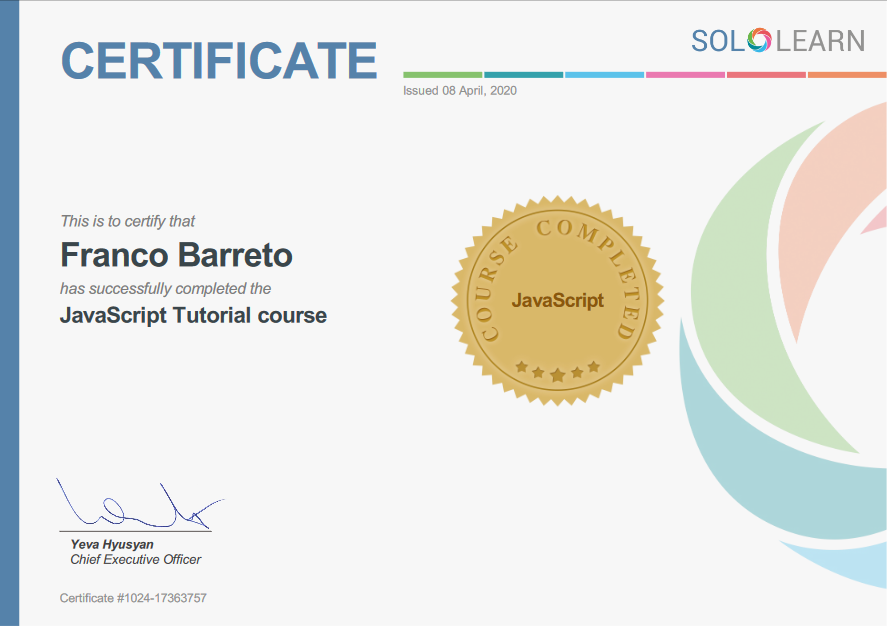 CERTIFICATE
SOLOLEARN
Issued 08 April, 2020
This is to certify that
Franco Barreto
has successfully completed the
JavaScript Tutorial course
COURSE COMPLETED
JavaScript
Yeva Hyusyan
Chief Executive Officer
Certificate #1024-17363757